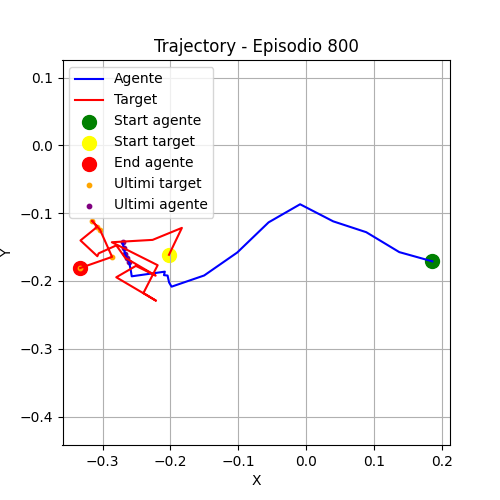 Trajectory - Episodio 800
Agente
Target
Start agente
Start target
End agente
Ultimi target
Ultimi agente
0.1
0.0
−0.1
−0.2
−0.3
−0.4
Y
−0.3
−0.2
−0.1
0.0
0.1
0.2
X